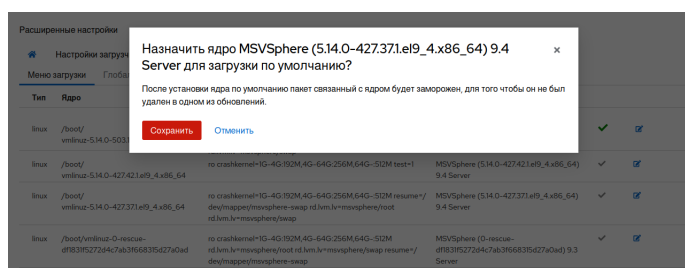 Расширенные настройки
Настройки загрузч
Меню загрузки Глоба
Назначить ядро MSVSphere (5.14.0-427.37.1.el9_4.x86_64) 9.4
Server для загрузки по умолчанию?
×
После установки ядра по умолчанию пакет связанный с ядром будет заморожен, для того чтобы он не был
удален в одном из обновлений.
Сохранить Отменить
Тип Ядро
linux /boot/
vmlinuz-5.14.0-503.1
linux /boot/ ro crashkernel=1G-4G:192M,4G-64G:256M,64G-:512M test=1 MSVSphere (5.14.0-427.42.1.el9_4.x86_64)
vmlinuz-5.14.0-427.42.1.el9_4.x86_64 9.4 Server
linux /boot/ ro crashkernel=1G-4G:192M,4G-64G:256M,64G-:512M resume=/ MSVSphere (5.14.0-427.37.1.el9_4.x86_64)
vmlinuz-5.14.0-427.37.1.el9_4.x86_64 dev/mapper/msvsphere-swap rd.lvm.lv=msvsphere/root 9.4 Server
rd.lvm.lv=msvsphere/swap
linux /boot/vmlinuz-0-rescue- ro crashkernel=1G-4G:192M,4G-64G:256M,64G-:512M MSVSphere (0-rescue-
df1831f5272d4c7ab3f668315d27a0ad rd.lvm.lv=msvsphere/root rd.lvm.lv=msvsphere/swap resume=/ df1831f5272d4c7ab3f668315d27a0ad) 9.3
dev/mapper/msvsphere-swap Server